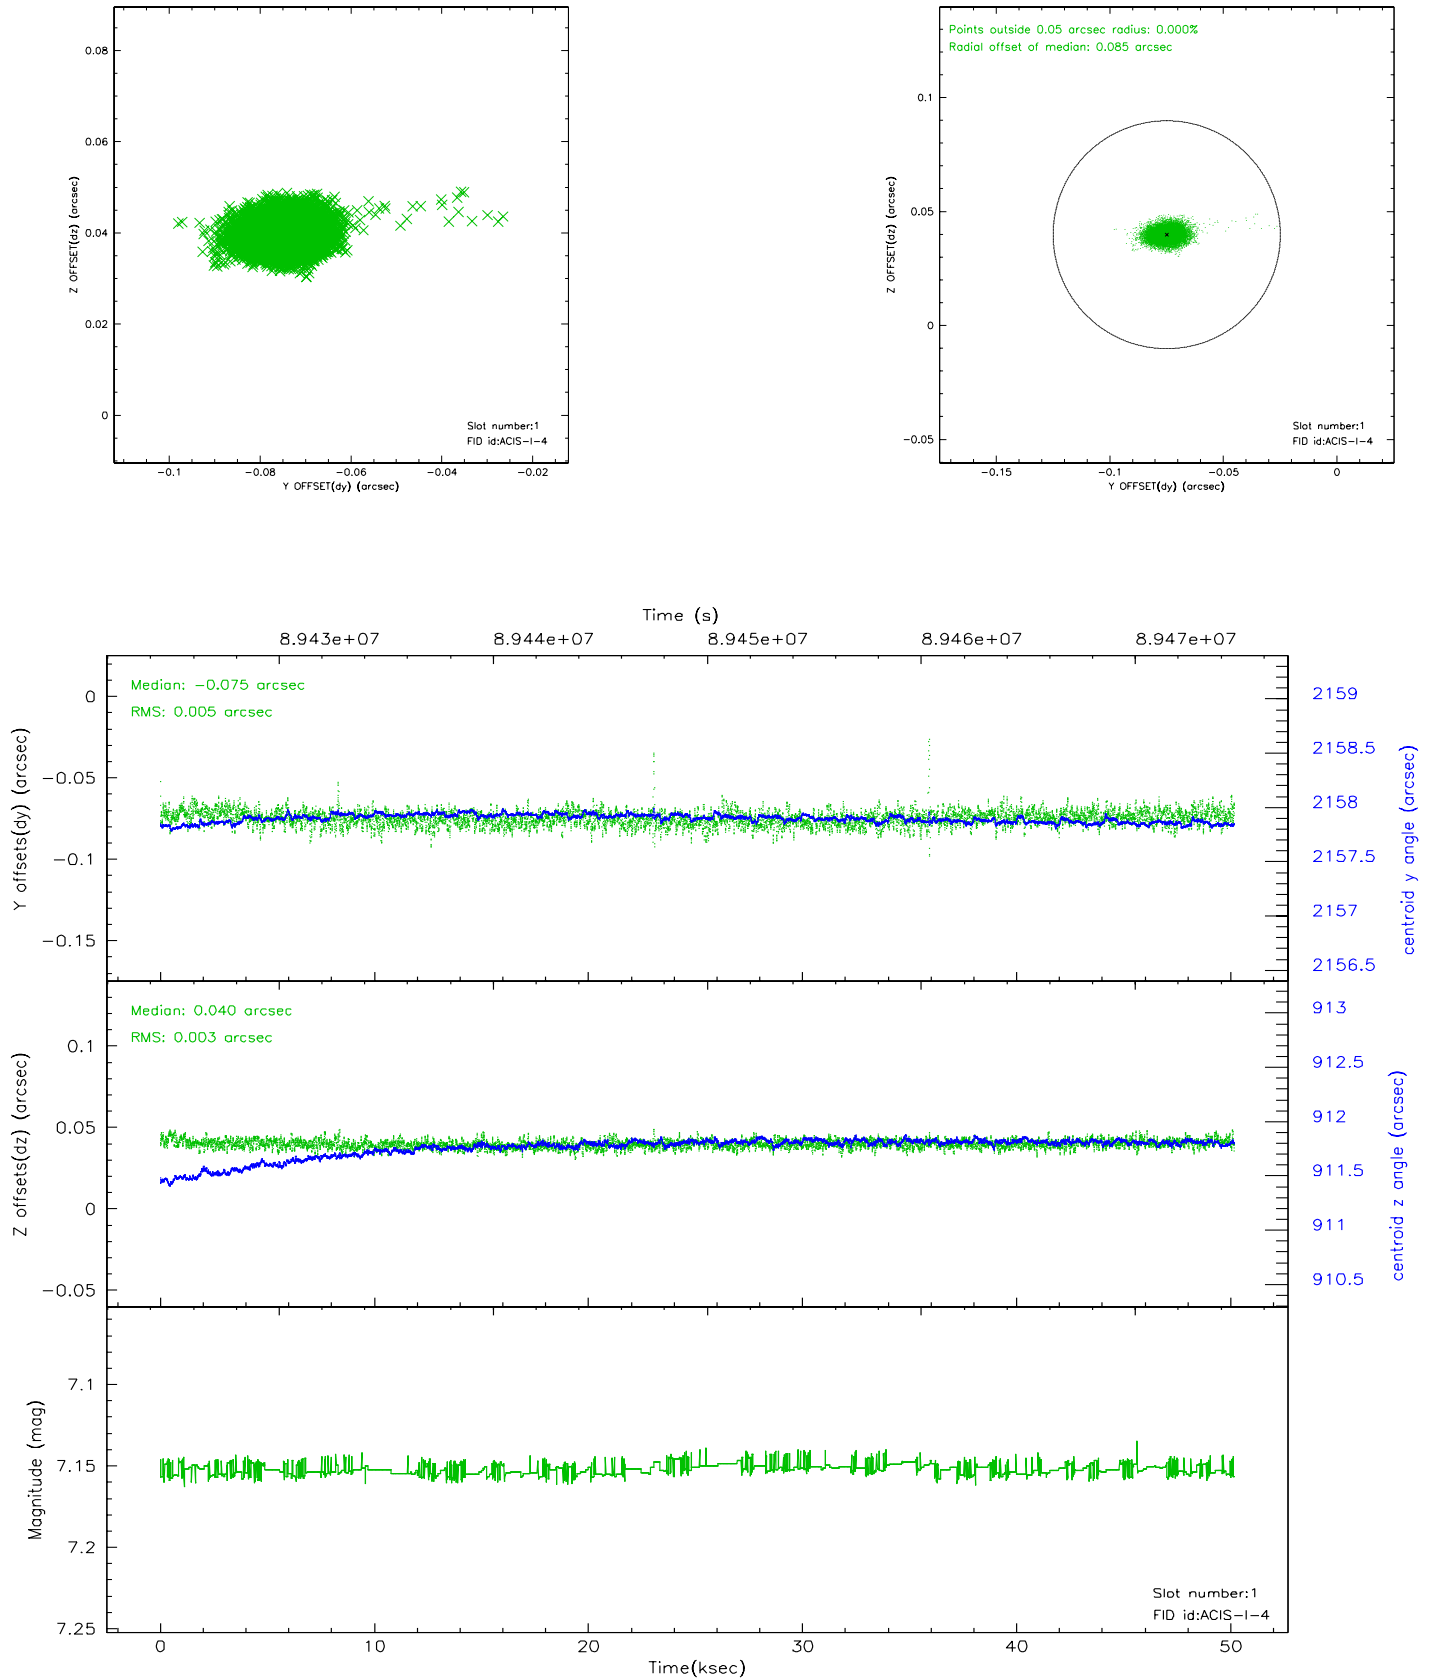 0.08
0.06
0.04
0.02
0
Z OFFSET(dz) (arcsec)
Slot number:1
FID id:ACIS-I-4
-0.1
-0.08
-0.06
-0.04
-0.02
Y OFFSET(dy) (arcsec)
Points outside 0.05 arcsec radius: 0.000%
Radial offset of median: 0.085 arcsec
0.1
0.05
0
-0.05
Z OFFSET(dz) (arcsec)
Slot number:1
FID id:ACIS-I-4
-0.15
-0.1
-0.05
0
Y OFFSET(dy) (arcsec)
Time (s)
8.943e+07
8.944e+07
8.945e+07
8.946e+07
8.947e+07
Median: -0.075 arcsec
RMS: 0.005 arcsec
0
-0.05
-0.1
-0.15
Y offsets(dy) (arcsec)
2159
2158.5
2158
2157.5
2157
2156.5
centroid y angle (arcsec)
Median: 0.040 arcsec
RMS: 0.003 arcsec
0.1
0.05
0
-0.05
Z offsets(dz) (arcsec)
913
912.5
912
911.5
911
910.5
centroid z angle (arcsec)
7.1
7.15
7.2
7.25
Magnitude (mag)
Slot number:1
FID id:ACIS-I-4
0
10
20
30
40
50
Time(ksec)